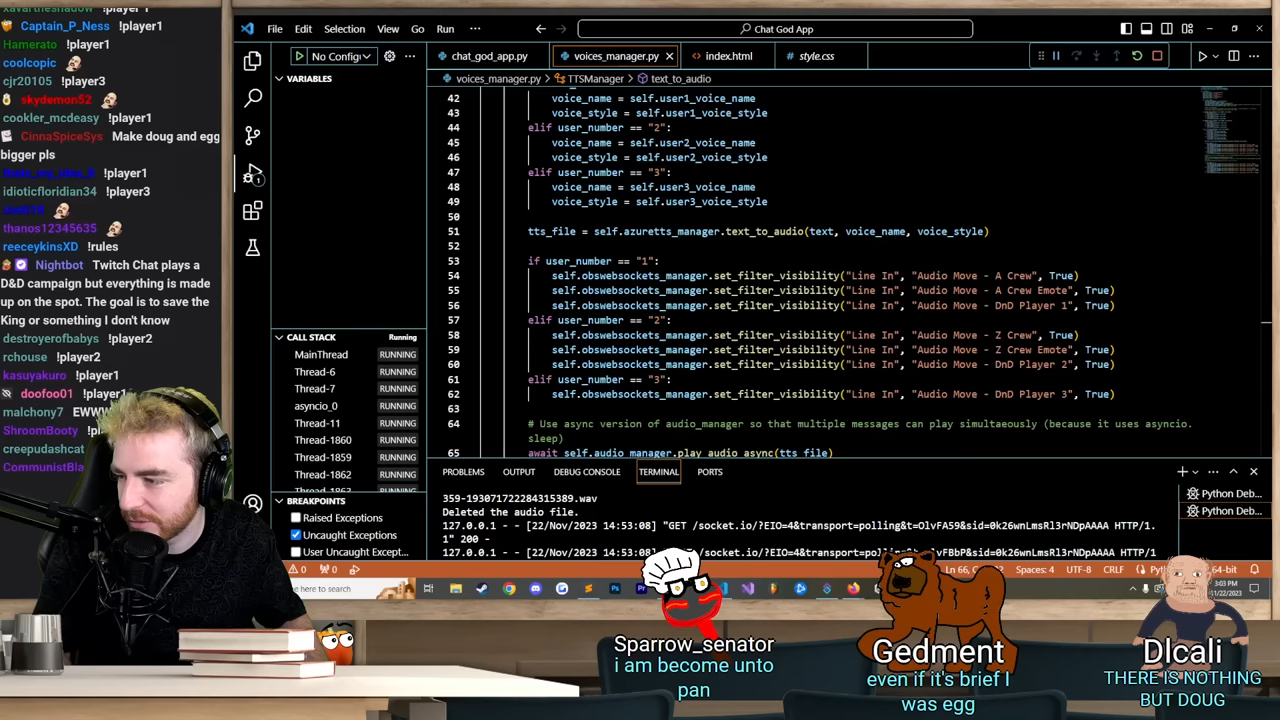 Captain_P_Ness !player1
Hamerato !player1
coolcopic
cjr20105 !player3
skydemon52
cookler_mcdeasy !player1
CinnaSpiceSys Make doug and egg
bigger pls
!player1
idioticfloridian34 !player3
thanos12345635
reeceykinsXD !rules
Nightbot Twitch Chat plays a
D&D campaign but everything is made
up on the spot. The goal is to save the
King or something I don't know
destroyerofbabys !player2
rchouse !player2
kasuyakuro !player1
doofoo01 !player1
malchony7 EWWW
ShroomBooty
creepudashcat
CommunistBla
File Edit Selection View Go Run ···
Chat God App
No Config
chat_god_app.py
voices_manager.py
index.html
style.css
VARIABLES
voices_manager.py > TTSManager > text_to_audio
42 voice_name = self.user1_voice_name
43 voice_style = self.user1_voice_style
44 elif user_number == "2":
45 voice_name = self.user2_voice_name
46 voice_style = self.user2_voice_style
47 elif user_number == "3":
48 voice_name = self.user3_voice_name
49 voice_style = self.user3_voice_style
50
51 tts_file = self.azuretts_manager.text_to_audio(text, voice_name, voice_style)
52
53 if user_number == "1":
54 self.obswebsockets_manager.set_filter_visibility("Line In", "Audio Move - A Crew", True)
55 self.obswebsockets_manager.set_filter_visibility("Line In", "Audio Move - A Crew Emote", True)
56 self.obswebsockets_manager.set_filter_visibility("Line In", "Audio Move - DnD Player 1", True)
57 elif user_number == "2":
58 self.obswebsockets_manager.set_filter_visibility("Line In", "Audio Move - Z Crew", True)
59 self.obswebsockets_manager.set_filter_visibility("Line In", "Audio Move - Z Crew Emote", True)
60 self.obswebsockets_manager.set_filter_visibility("Line In", "Audio Move - DnD Player 2", True)
61 elif user_number == "3":
62 self.obswebsockets_manager.set_filter_visibility("Line In", "Audio Move - DnD Player 3", True)
63
64 # Use async version of audio_manager so that multiple messages can play simultaeously (because it uses asyncio.
sleep)
65 await self.audio_manager.play_audio_async(tts_file)
CALL STACK Running
MainThread RUNNING
Thread-6 RUNNING
Thread-7 RUNNING
asyncio_0 RUNNING
Thread-11 RUNNING
Thread-1860 RUNNING
Thread-1859 RUNNING
Thread-1862 RUNNING
BREAKPOINTS
Raised Exceptions
Uncaught Exceptions
User Uncaught Except...
PROBLEMS OUTPUT DEBUG CONSOLE TERMINAL PORTS
359-193071722284315389.wav
Deleted the audio file.
127.0.0.1 - - [22/Nov/2023 14:53:08] "GET /socket.io/?EIO=4&transport=polling&t=OlvFA59&sid=0k26wnLmsRl3rNDpAAAA HTTP/1.
1" 200 -
Python Deb...
Python Deb...
0 0 0
Spaces: 4 UTF-8 CRLF
here to search
3:03 PM
11/22/2023
Sparrow_senator
i am become unto
pan
Gedment
even if it's brief I
was egg
Dlcali
THERE IS NOTHING
BUT DOUG